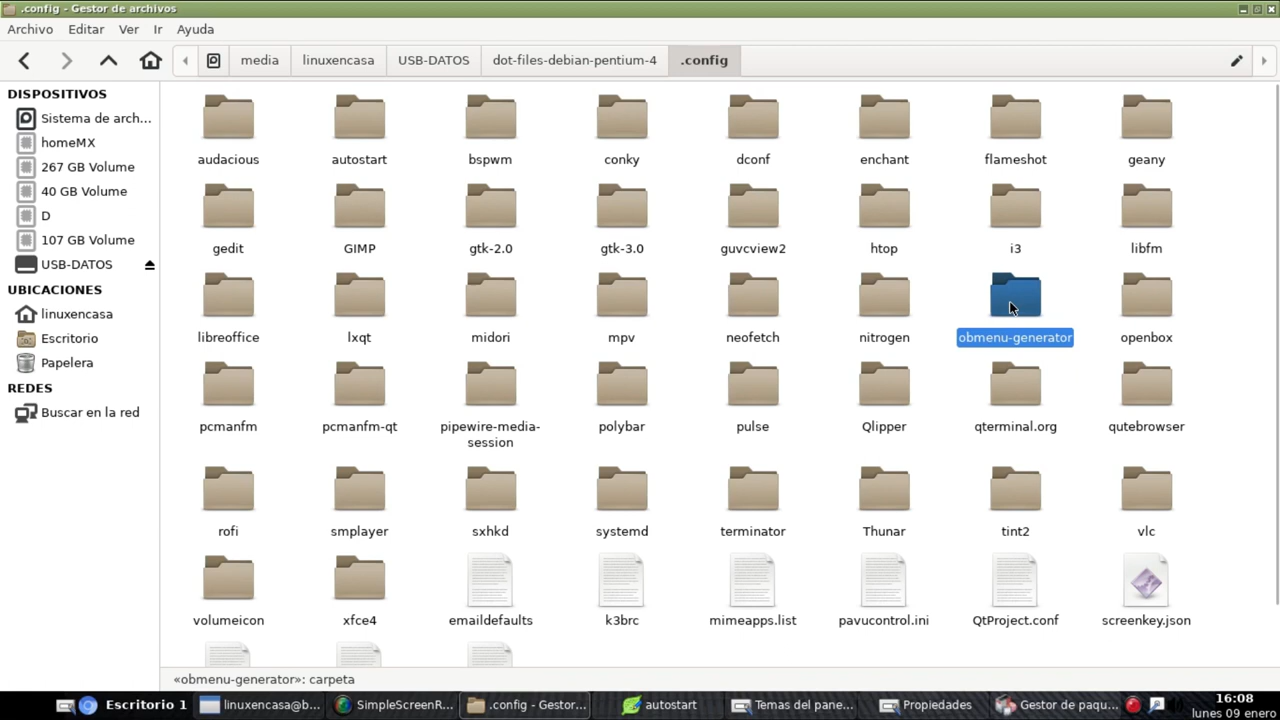 .config - Gestor de archivos
Archivo Editar Ver Ir Ayuda
media linuxencasa USB-DATOS dot-files-debian-pentium-4 .config
DISPOSITIVOS
Sistema de arch...
homeMX
267 GB Volume
40 GB Volume
D
107 GB Volume
USB-DATOS
UBICACIONES
linuxencasa
Escritorio
Papelera
REDES
Buscar en la red
audacious autostart bspwm conky dconf enchant flameshot geany
gedit GIMP gtk-2.0 gtk-3.0 guvcview2 htop i3 libfm
libreoffice lxqt midori mpv neofetch nitrogen obmenu-generator openbox
pcmanfm pcmanfm-qt pipewire-media-session polybar pulse Qlipper qterminal.org qutebrowser
rofi smplayer sxhkd systemd terminator Thunar tint2 vlc
volumeicon xfce4 emaildefaults k3brc mimeapps.list pavucontrol.ini QtProject.conf screenkey.json
«obmenu-generator»: carpeta
Escritorio 1 linuxencasa@b... SimpleScreenR... .config - Gestor... autostart Temas del pane... Propiedades Gestor de paqu... 16:08
lunes 09 enero